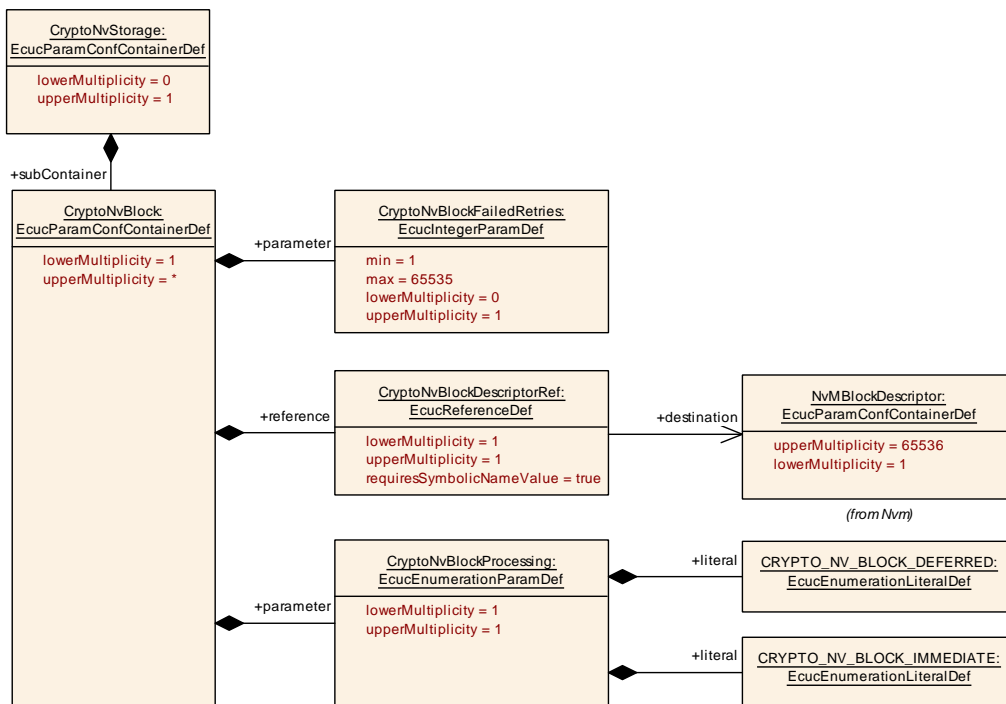 CryptoNvStorage:
EcucParamConfContainerDef
lowerMultiplicity = 0
upperMultiplicity = 1
+subContainer
CryptoNvBlock:
EcucParamConfContainerDef
lowerMultiplicity = 1
upperMultiplicity = *
+parameter
CryptoNvBlockFailedRetries:
EcucIntegerParamDef
min = 1
max = 65535
lowerMultiplicity = 0
upperMultiplicity = 1
+reference
CryptoNvBlockDescriptorRef:
EcucReferenceDef
lowerMultiplicity = 1
upperMultiplicity = 1
requiresSymbolicNameValue = true
+destination
NvMBlockDescriptor:
EcucParamConfContainerDef
upperMultiplicity = 65536
lowerMultiplicity = 1
(from Nvm)
+parameter
CryptoNvBlockProcessing:
EcucEnumerationParamDef
lowerMultiplicity = 1
upperMultiplicity = 1
+literal
CRYPTO_NV_BLOCK_DEFERRED:
EcucEnumerationLiteralDef
+literal
CRYPTO_NV_BLOCK_IMMEDIATE:
EcucEnumerationLiteralDef